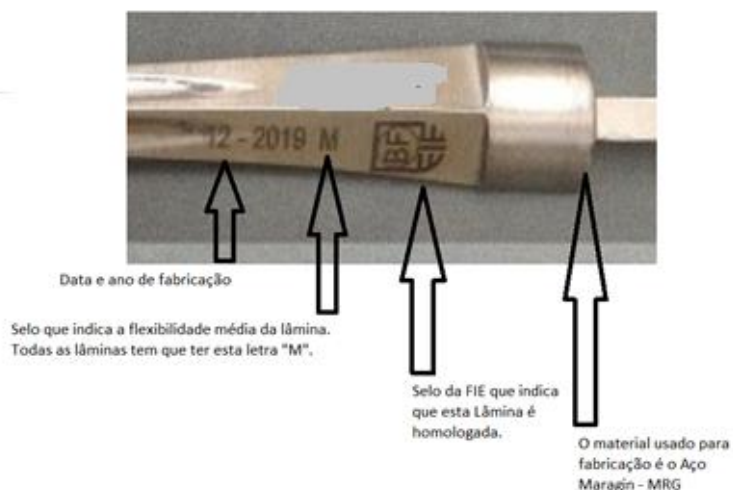 12 - 2019 M BF FIE
Data e ano de fabricação
Selo que indica a flexibilidade média da lâmina.
Todas as lâminas tem que ter esta letra "M".
Selo da FIE que indica
que esta Lâmina é
homologada.
O material usado para
fabricação é o Aço
Maragin - MRG